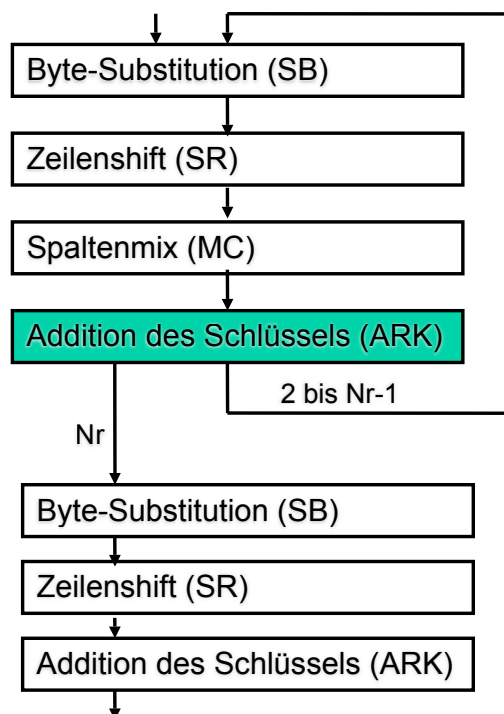 Byte-Substitution (SB)
Zeilenshift (SR)
Spaltenmix (MC)
Addition des Schlüssels (ARK)
2 bis Nr-1
Nr
Byte-Substitution (SB)
Zeilenshift (SR)
Addition des Schlüssels (ARK)